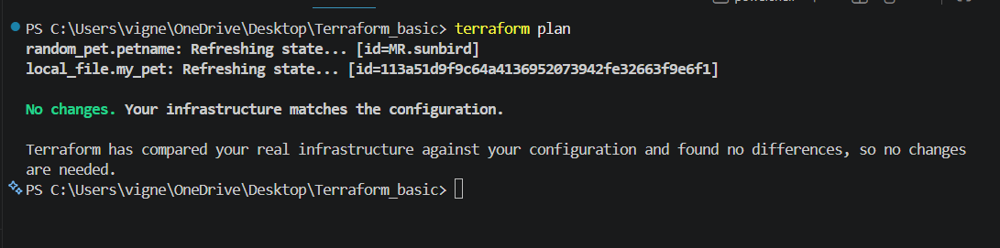 PS C:\Users\vigne\OneDrive\Desktop\Terraform_basic> terraform plan
random_pet.petname: Refreshing state... [id=MR.sunbird]
local_file.my_pet: Refreshing state... [id=113a51d9f9c64a4136952073942fe32663f9e6f1]
No changes. Your infrastructure matches the configuration.
Terraform has compared your real infrastructure against your configuration and found no differences, so no changes
are needed.
PS C:\Users\vigne\OneDrive\Desktop\Terraform_basic>